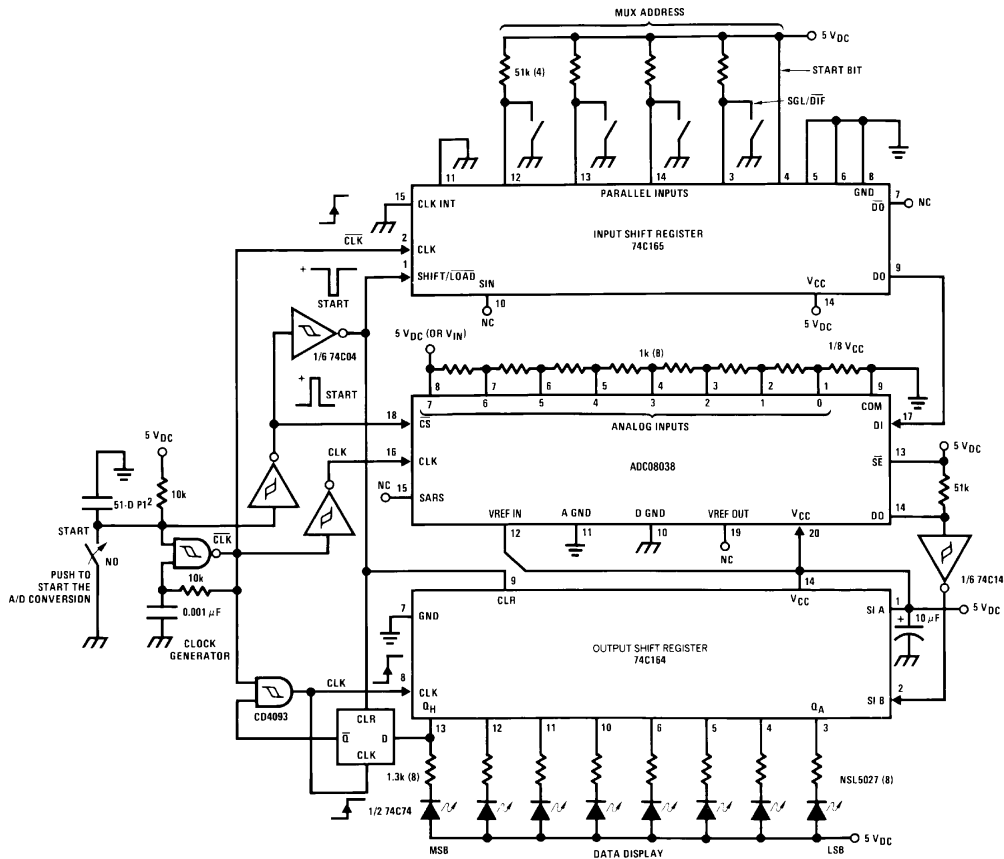 MUX ADDRESS
5 VDC
51k (4)
START BIT
SGL/DIF
11
12
13
14
3
4
5
6
8
GND
PARALLEL INPUTS
15
CLK INT
DO
7
NC
INPUT SHIFT REGISTER
74C165
CLK
2
CLK
1
SHIFT/LOAD
SIN
VCC
DO
9
+
START
10
NC
14
5 VDC
1/6 74C04
5 VDC (OR VIN)
1k (8)
1/8 VCC
+
START
8
7
6
5
4
3
2
1
9
7
6
5
4
3
2
1
0
COM
18
CS
ANALOG INPUTS
DI
17
CLK
16
CLK
ADC08038
SE
13
5 VDC
5 VDC
NC
15
SARS
51k
51-D P1²
10k
VREF IN
A GND
D GND
VREF OUT
VCC
DO
14
12
11
10
19
NC
20
START
NO
CLK
PUSH TO
START THE
A/D CONVERSION
10k
1/6 74C14
0.001 µF
CLOCK
GENERATOR
9
CLR
14
VCC
7
GND
SI A
1
+
10 µF
5 VDC
OUTPUT SHIFT REGISTER
74C164
CLK
8
CLK
SI B
2
CD4093
QH
QA
CLR
Q
D
CLK
13
12
11
10
6
5
4
3
1.3k (8)
NSL5027 (8)
1/2 74C74
5 VDC
MSB
DATA DISPLAY
LSB